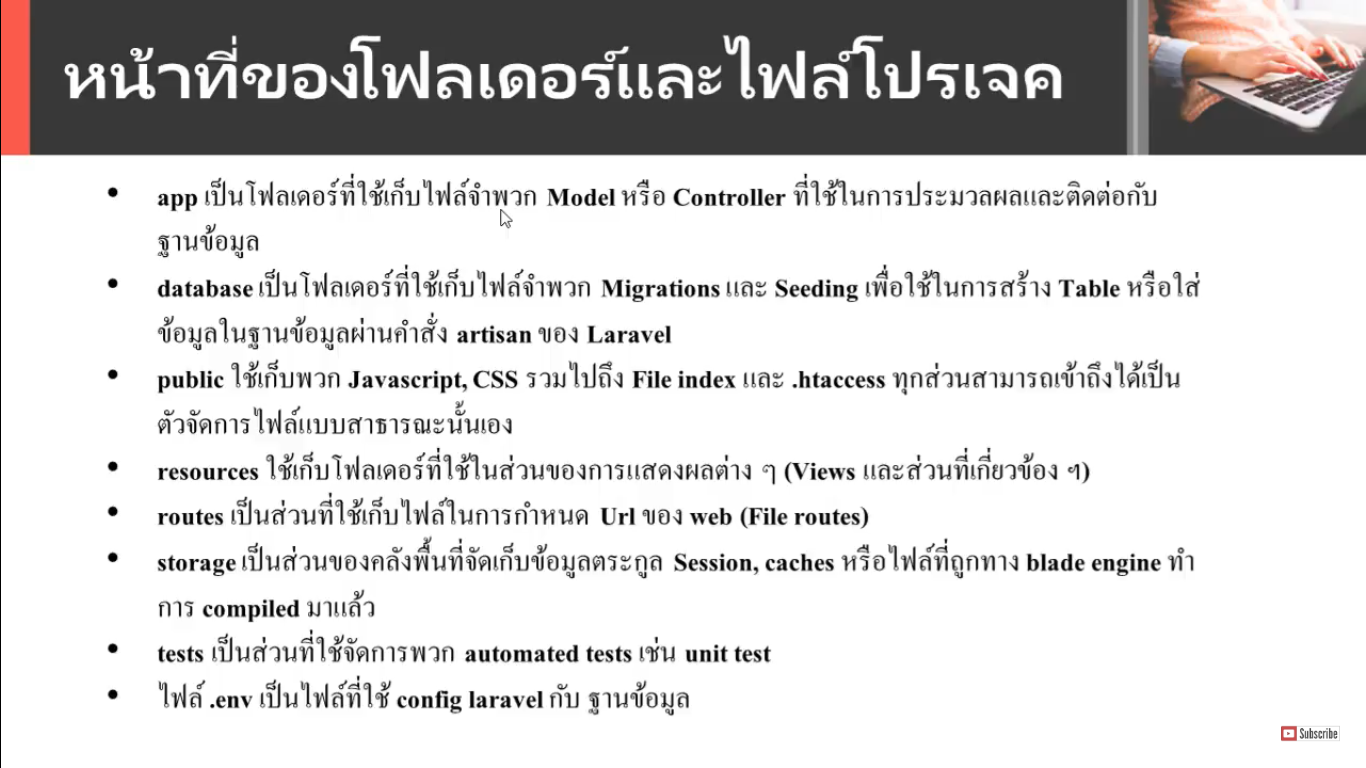 หน้าที่ของโฟลเดอร์และไฟล์โปรเจค
• app เป็นโฟลเดอร์ที่ใช้เก็บไฟล์จำพวก Model หรือ Controller ที่ใช้ในการประมวลผลและติดต่อกับ
ฐานข้อมูล
• database เป็นโฟลเดอร์ที่ใช้เก็บไฟล์จำพวก Migrations และ Seeding เพื่อใช้ในการสร้าง Table หรือใส่
ข้อมูลในฐานข้อมูลผ่านคำสั่ง artisan ของ Laravel
• public ใช้เก็บพวก Javascript, CSS รวมไปถึง File index และ .htaccess ทุกส่วนสามารถเข้าถึงได้เป็น
ตัวจัดการไฟล์แบบสาธารณะนั้นเอง
• resources ใช้เก็บโฟลเดอร์ที่ใช้ในส่วนของการแสดงผลต่าง ๆ (Views และส่วนที่เกี่ยวข้อง ฯ)
• routes เป็นส่วนที่ใช้เก็บไฟล์ในการกำหนด Url ของ web (File routes)
• storage เป็นส่วนของคลังพื้นที่จัดเก็บข้อมูลตระกูล Session, caches หรือไฟล์ที่ถูกทาง blade engine ทำ
การ compiled มาแล้ว
• tests เป็นส่วนที่ใช้จัดการพวก automated tests เช่น unit test
• ไฟล์ .env เป็นไฟล์ที่ใช้ config laravel กับ ฐานข้อมูล
Subscribe